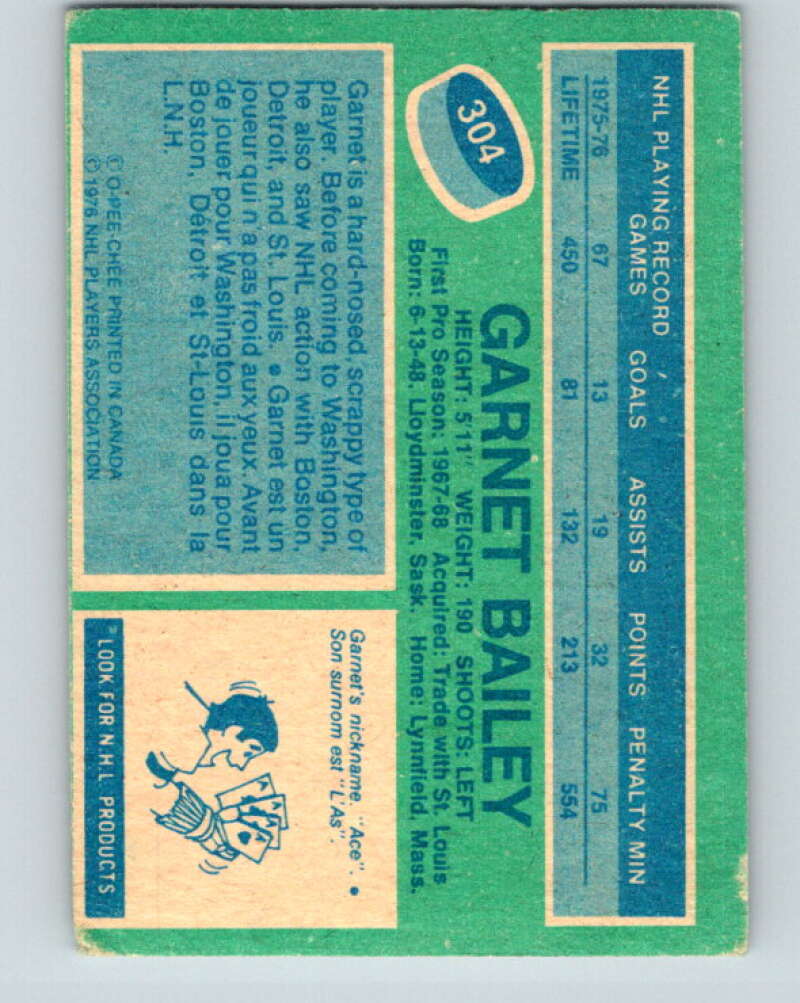 NHL PLAYING RECORD
GAMES GOALS ASSISTS POINTS PENALTY MIN
1975-76 67 13 19 32 75
LIFETIME 450 81 132 213 554
304
GARNET BAILEY
HEIGHT: 5'11" WEIGHT: 190 SHOOTS: LEFT
First Pro Season: 1967-68 Acquired: Trade with St. Louis
Born: 6-13-48. Lloydminster, Sask. Home: Lynnfield, Mass.
Garnet is a hard-nosed, scrappy type of
player. Before coming to Washington,
he also saw NHL action with Boston,
Detroit, and St. Louis. • Garnet est un
joueur qui n'a pas froid aux yeux. Avant
de jouer pour Washington, il joua pour
Boston, Détroit et St-Louis dans la
L.N.H.
© O-PEE-CHEE PRINTED IN CANADA
© 1976 NHL PLAYERS ASSOCIATION
Garnet's nickname. "Ace". •
Son surnom est "L'As".
A A A
LOOK FOR N.H.L PRODUCTS